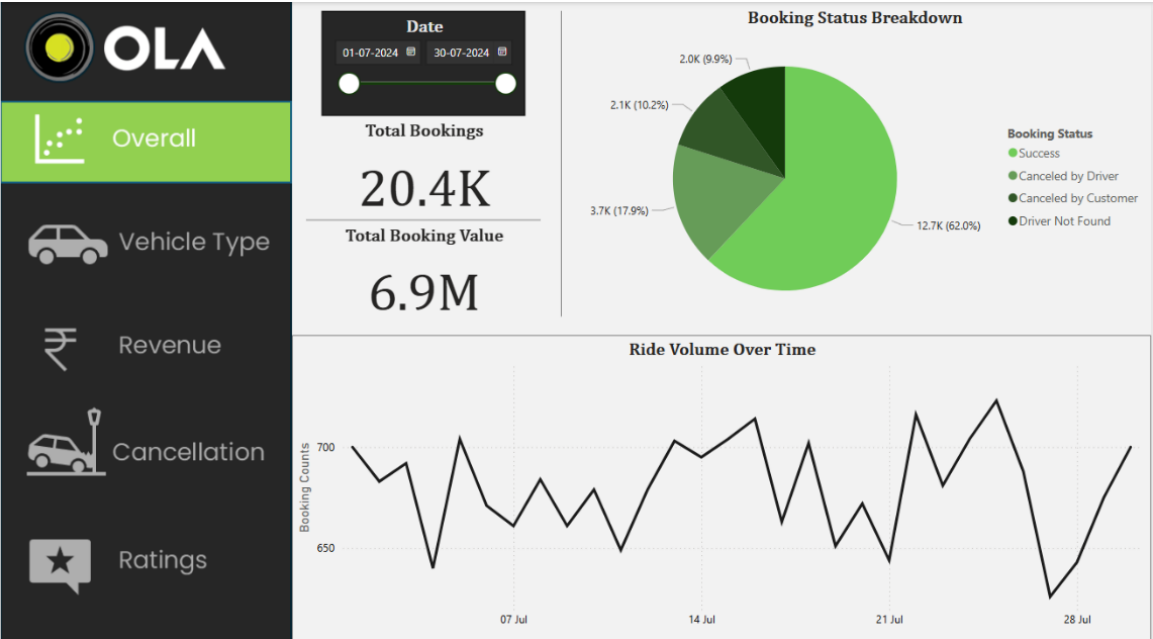 OLA
Overall
Vehicle Type
Revenue
Cancellation
Ratings
Date
01-07-2024 30-07-2024
Total Bookings
20.4K
Total Booking Value
6.9M
Booking Status Breakdown
2.0K (9.9%)
2.1K (10.2%)
3.7K (17.9%)
12.7K (62.0%)
Booking Status
Success
Canceled by Driver
Canceled by Customer
Driver Not Found
Ride Volume Over Time
Booking Counts
700
650
07 Jul 14 Jul 21 Jul 28 Jul